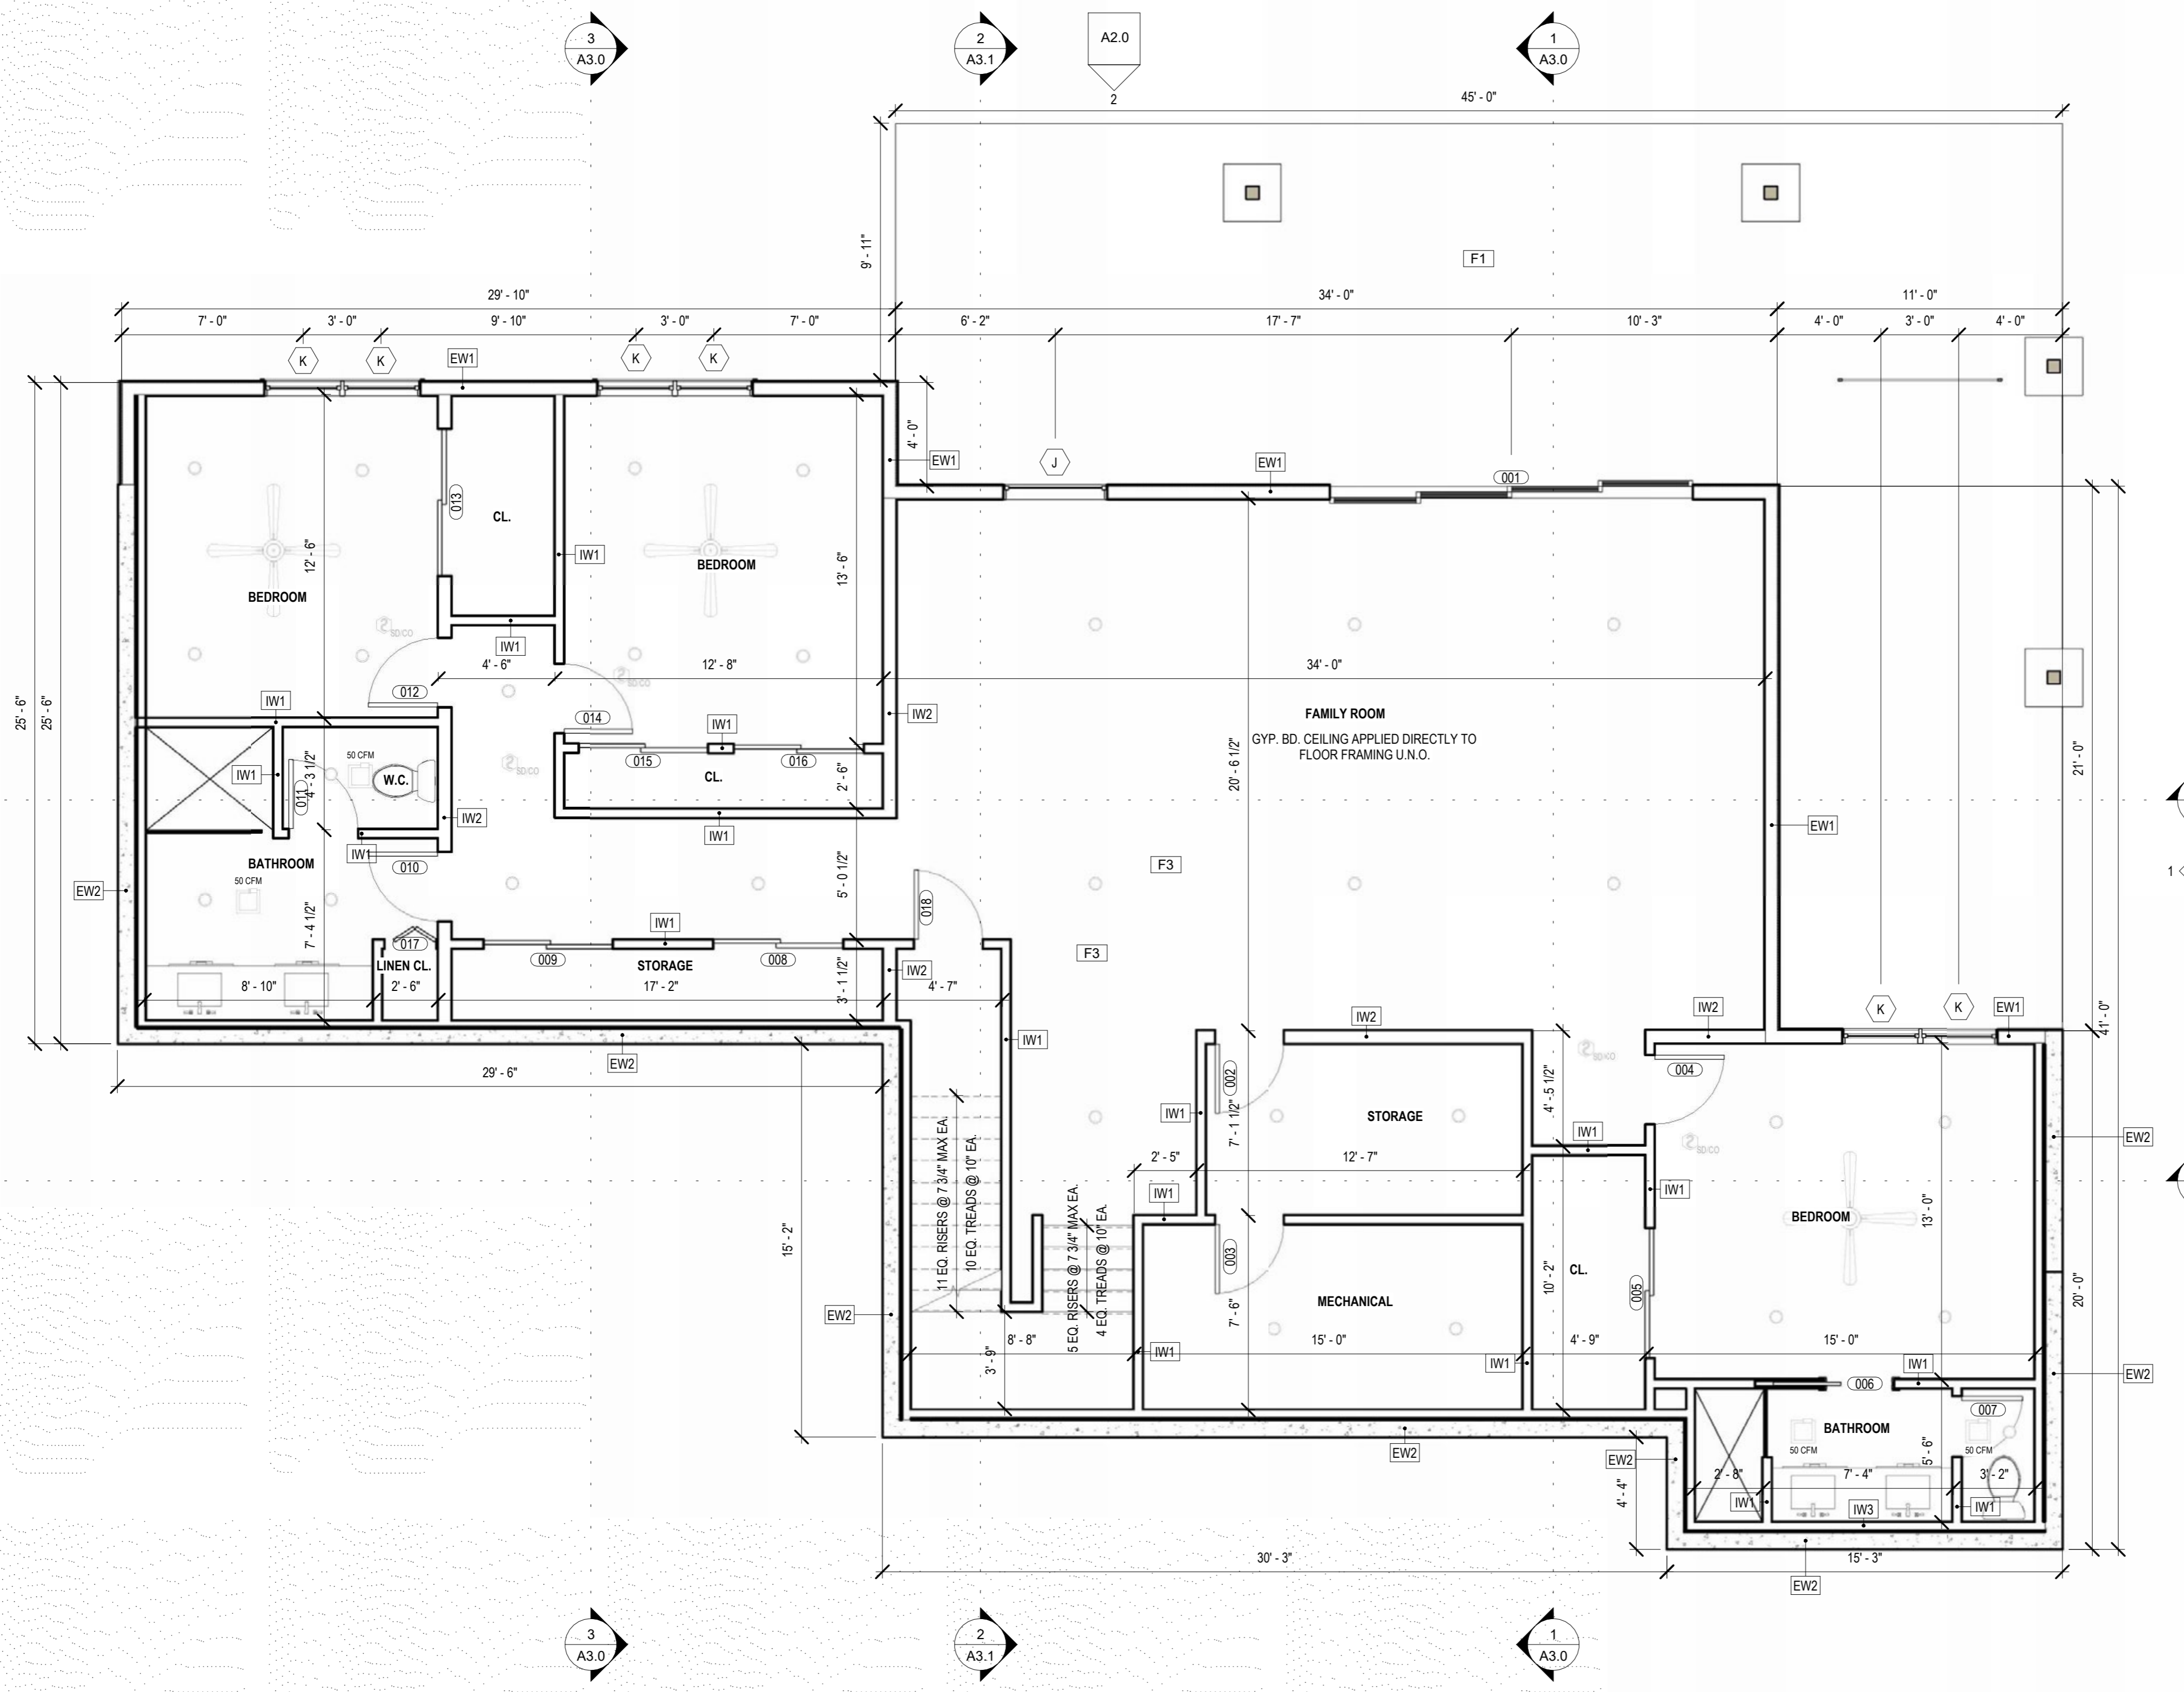 3
A3.0
2
A3.1
A2.0
2
1
A3.0
45' - 0"
9' - 11"
F1
29' - 10"
34' - 0"
11' - 0"
7' - 0"
3' - 0"
9' - 10"
3' - 0"
7' - 0"
6' - 2"
17' - 7"
10' - 3"
4' - 0"
3' - 0"
4' - 0"
K
K
EW1
K
K
4' - 0"
EW1
J
EW1
001
25' - 6"
25' - 6"
013
CL.
12' - 6"
IW1
BEDROOM
13' - 6"
BEDROOM
SD/CO
IW1
4' - 6"
12' - 8"
SD/CO
34' - 0"
012
IW1
014
IW1
IW2
FAMILY ROOM
GYP. BD. CEILING APPLIED DIRECTLY TO
FLOOR FRAMING U.N.O.
20' - 6 1/2"
21' - 0"
50 CFM
W.C.
IW1
011
4' - 3 1/2"
SD/CO
015
016
CL.
2' - 6"
IW2
IW1
EW1
IW1
BATHROOM
010
50 CFM
EW2
5' - 0 1/2"
F3
1
018
7' - 4 1/2"
IW1
017
009
008
F3
LINEN CL.
STORAGE
IW2
8' - 10"
2' - 6"
17' - 2"
3' - 1 1/2"
4' - 7"
K
K
EW1
IW2
IW2
41' - 0"
IW1
EW2
29' - 6"
SD/CO
004
002
4' - 5 1/2"
IW1
7' - 1 1/2"
STORAGE
IW1
SD/CO
EW2
2' - 5"
12' - 7"
IW1
IW1
11 EQ. RISERS @ 7 3/4" MAX EA.
10 EQ. TREADS @ 10" EA.
5 EQ. RISERS @ 7 3/4" MAX EA.
4 EQ. TREADS @ 10" EA.
15' - 2"
BEDROOM
13' - 0"
003
CL.
10' - 2"
005
MECHANICAL
7' - 6"
20' - 0"
EW2
8' - 8"
3' - 9"
IW1
15' - 0"
IW1
4' - 9"
15' - 0"
IW1
EW2
006
007
BATHROOM
50 CFM
50 CFM
5' - 6"
EW2
EW2
2' - 8"
7' - 4"
3' - 2"
4' - 4"
IW1
IW3
IW1
30' - 3"
15' - 3"
EW2
3
A3.0
2
A3.1
1
A3.0